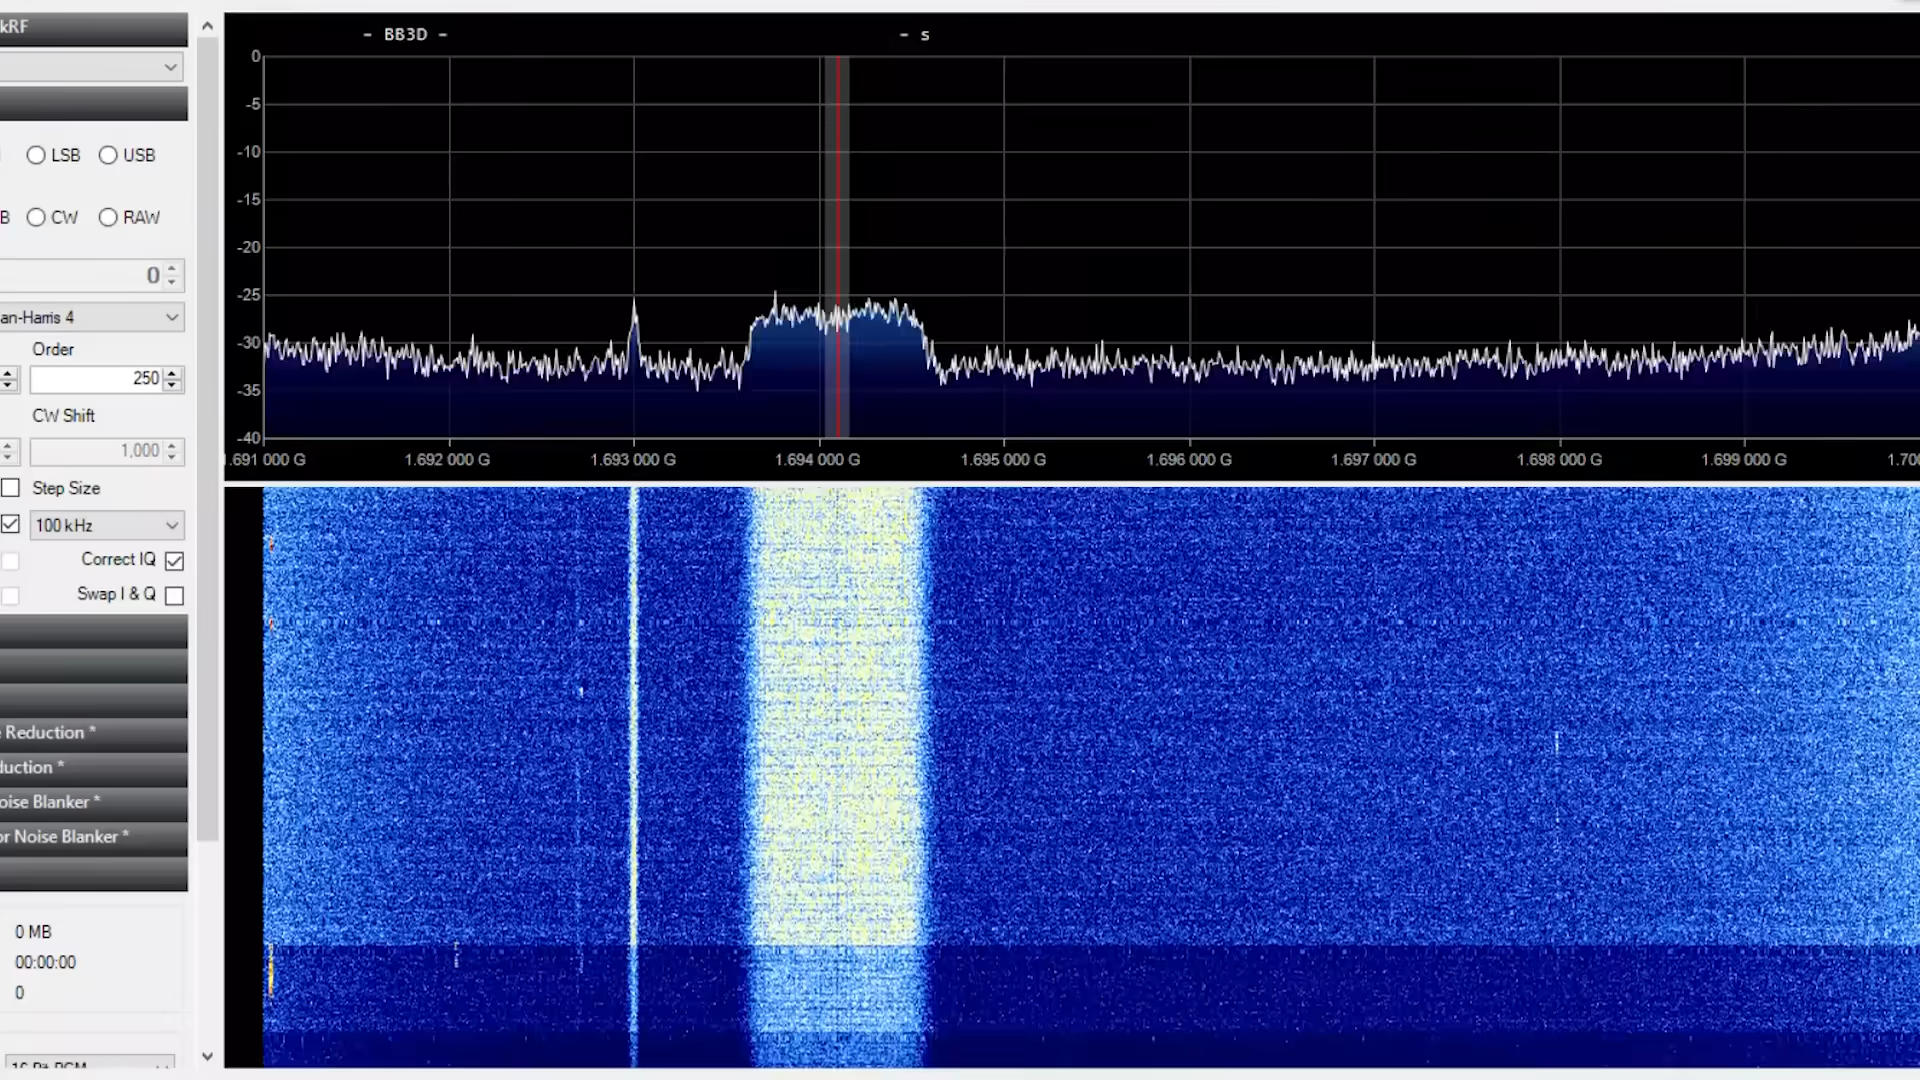 kRF
LSB USB
B CW RAW
0
an-Harris 4
Order
250
CW Shift
1,000
Step Size
100 kHz
Correct IQ
Swap I & Q
Reduction *
duction *
oise Blanker *
or Noise Blanker *
0 MB
00:00:00
0
- BB3D - - s
0
-5
-10
-15
-20
-25
-30
-35
-40
.691 000 G 1.692 000 G 1.693 000 G 1.694 000 G 1.695 000 G 1.696 000 G 1.697 000 G 1.698 000 G 1.699 000 G 1.700